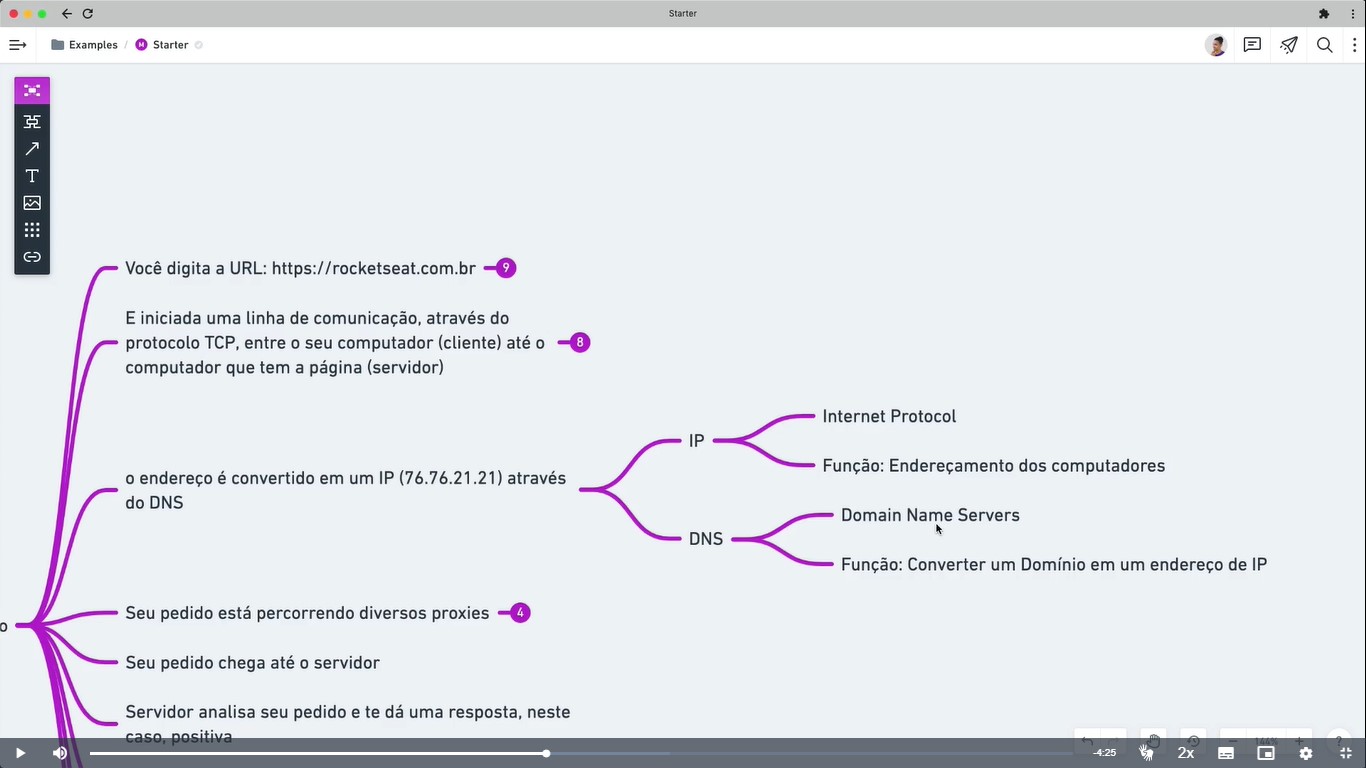 Starter
Examples / M Starter
Você digita a URL: https://rocketseat.com.br 9
E iniciada uma linha de comunicação, através do
protocolo TCP, entre o seu computador (cliente) até o
computador que tem a página (servidor)
8
Internet Protocol
IP
Função: Endereçamento dos computadores
o endereço é convertido em um IP (76.76.21.21) através
do DNS
Domain Name Servers
DNS
Função: Converter um Domínio em um endereço de IP
Seu pedido está percorrendo diversos proxies 4
o
Seu pedido chega até o servidor
Servidor analisa seu pedido e te dá uma resposta, neste
caso, positiva
144%
-4:25
2x